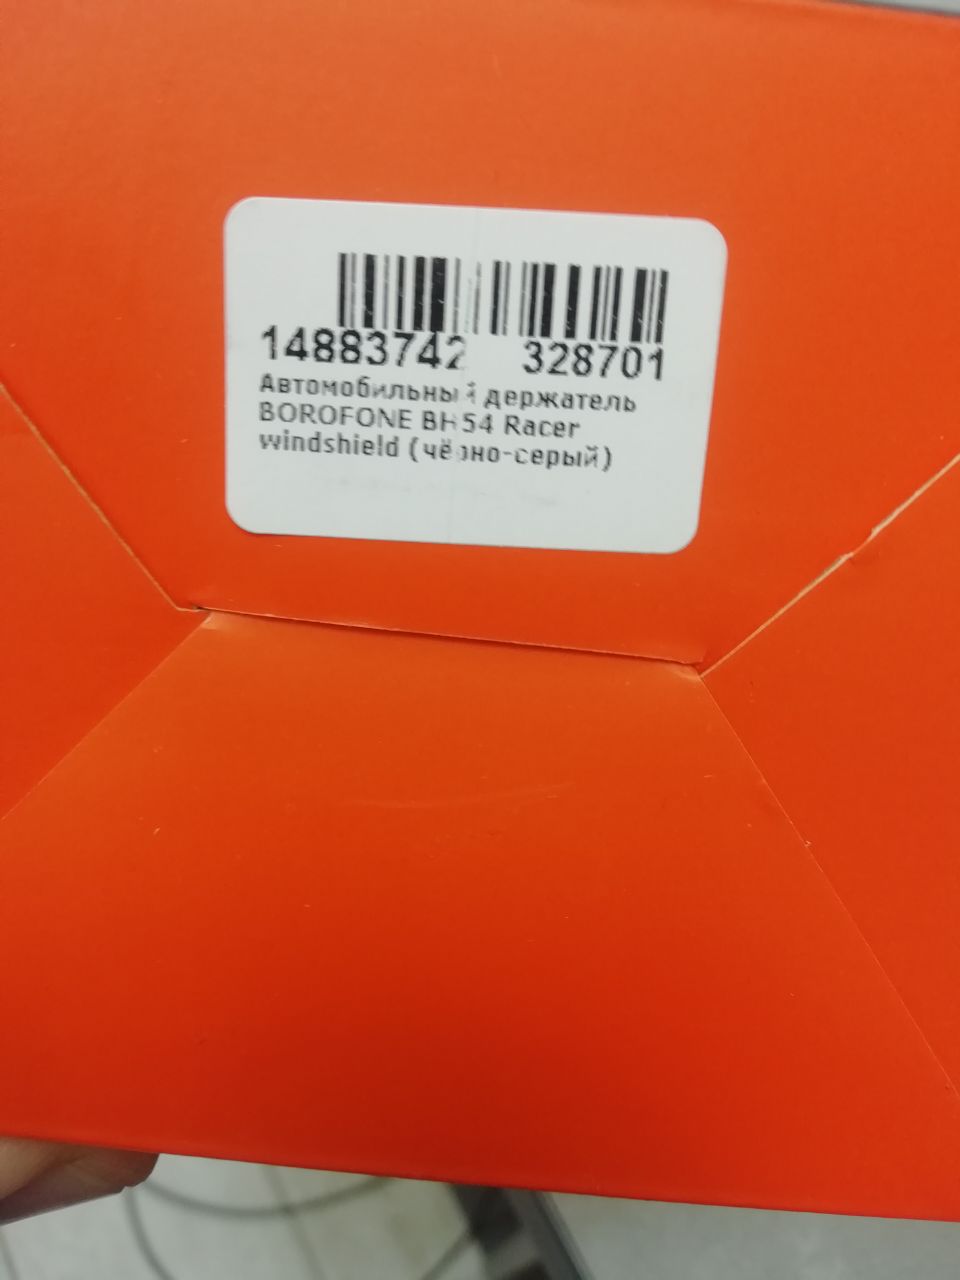 14883742 328701
Автомобильный держатель
BOROFONE BH54 Racer
windshield (чёрно-серый)